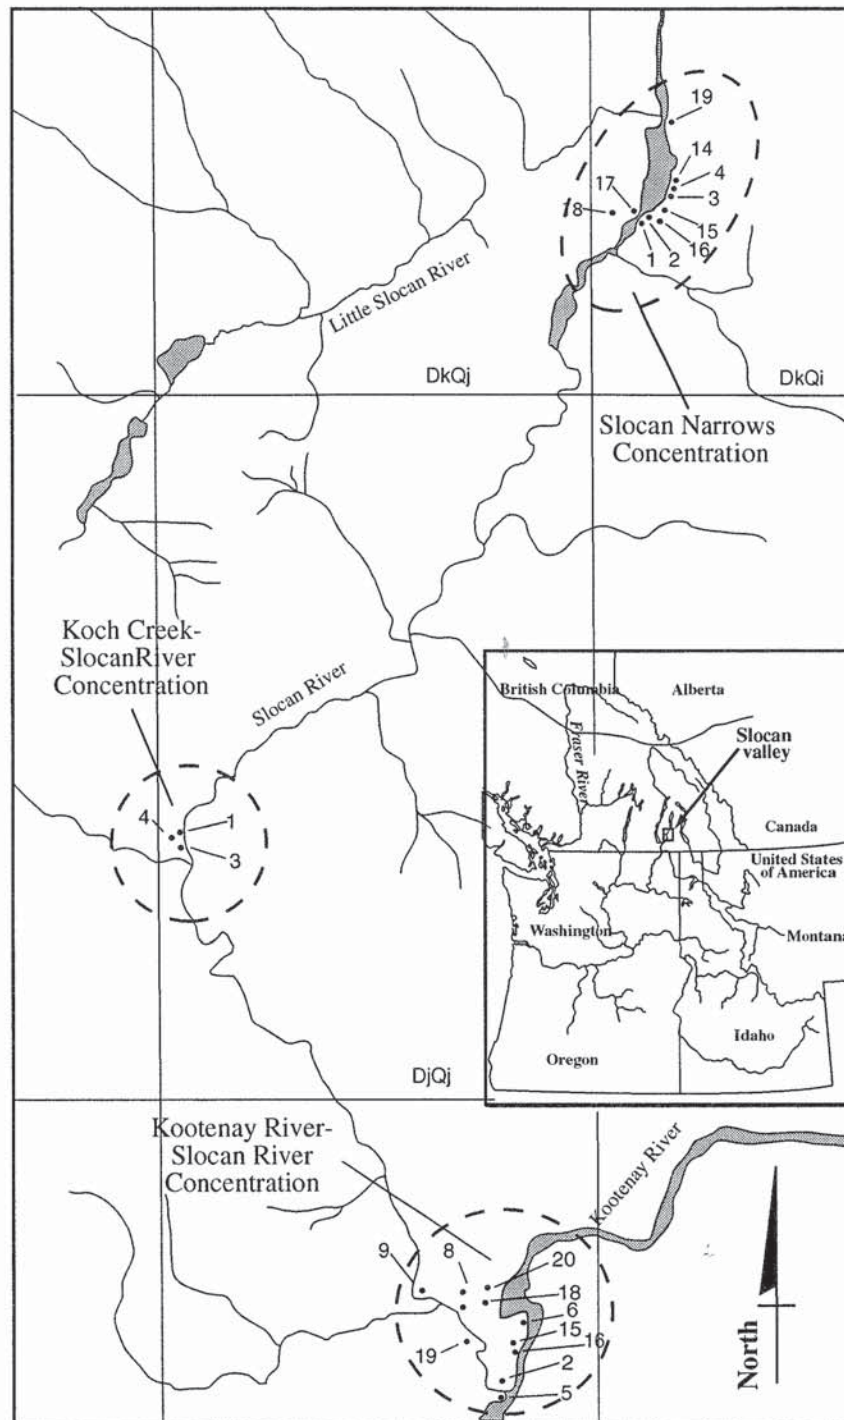 19
14
4
17
3
18
15
16
1
2
Little Slocan River
DkQj
DkQi
Slocan Narrows
Concentration
Koch Creek-
SlocanRiver
Concentration
Slocan River
4
1
3
British Columbia
Alberta
Fraser River
Slocan
valley
Canada
United States
of America
Washington
Montana
Oregon
Idaho
DjQj
Kootenay River-
Slocan River
Concentration
Kootenay River
9
8
20
18
6
15
16
19
2
5
North